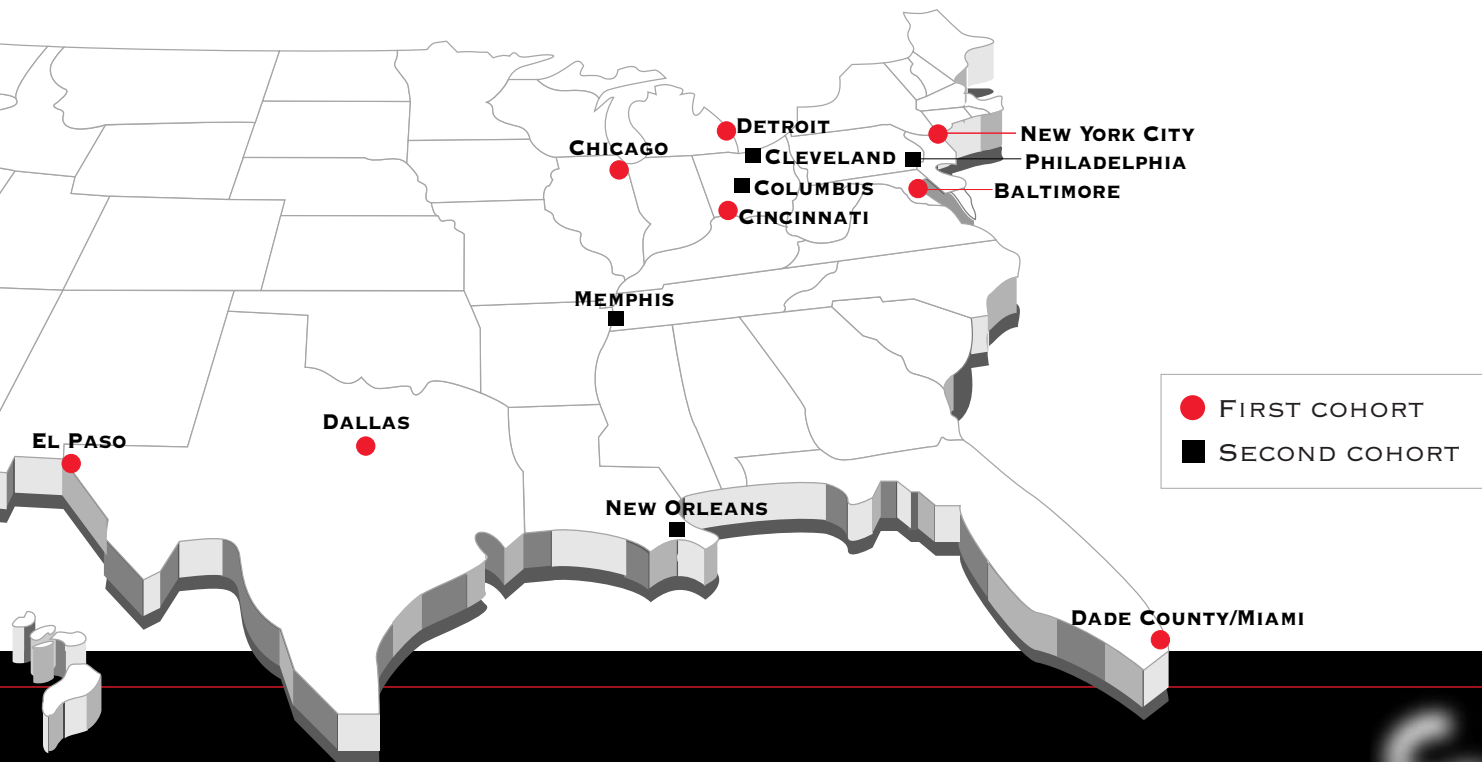 Detroit
New York City
Chicago
Cleveland
Philadelphia
Columbus
Baltimore
Cincinnati
Memphis
First cohort
Second cohort
Dallas
El Paso
New Orleans
Dade County/Miami